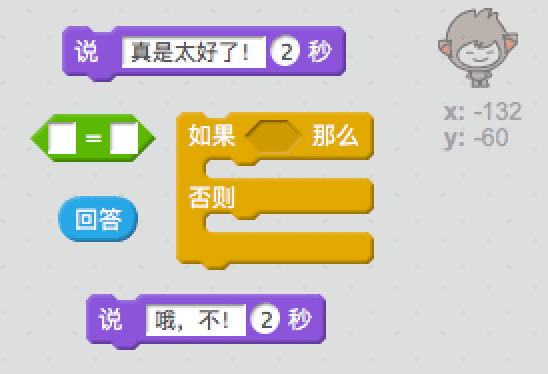 说 真是太好了! 2 秒
x: -132
y: -60
=
如果 那么
否则
回答
说 哦，不! 2 秒